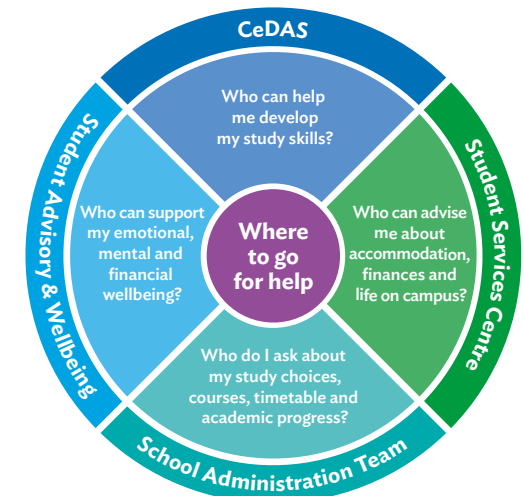 CeDAS
Who can help
me develop
my study skills?
Student Advisory & Wellbeing
Who can support
my emotional,
mental and
financial
wellbeing?
Where
to go
for help
Who can advise
me about
accommodation,
finances and
life on campus?
Student Services Centre
Who do I ask about
my study choices,
courses, timetable and
academic progress?
School Administration Team